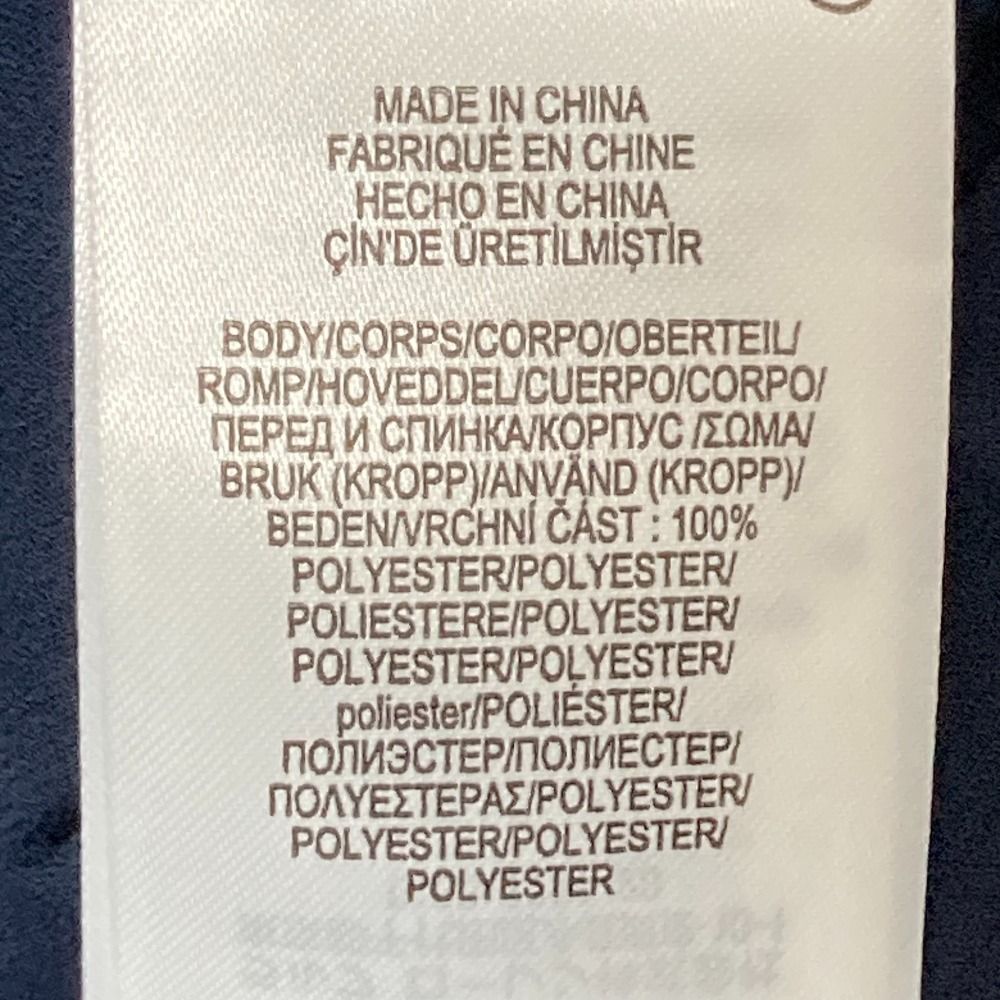 MADE IN CHINA
FABRIQUÉ EN CHINE
HECHO EN CHINA
ÇİN'DE ÜRETİLMİŞTİR
BODY/CORPS/CORPO/OBERTEIL/
ROMP/HOVEDDEL/CUERPO/CORPO/
ПЕРЕД И СПИНКА/КОРПУС /ΣΩΜΑ/
BRUK (KROPP)/ANVÄND (KROPP)/
BEDEN/VRCHNÍ ČÁST : 100%
POLYESTER/POLYESTER/
POLIESTERE/POLYESTER/
POLYESTER/POLYESTER/
poliester/POLIÉSTER/
ПОЛИЭСТЕР/ПОЛИЕСТЕР/
ΠΟΛΥΕΣΤΕΡΑΣ/POLYESTER/
POLYESTER/POLYESTER/
POLYESTER